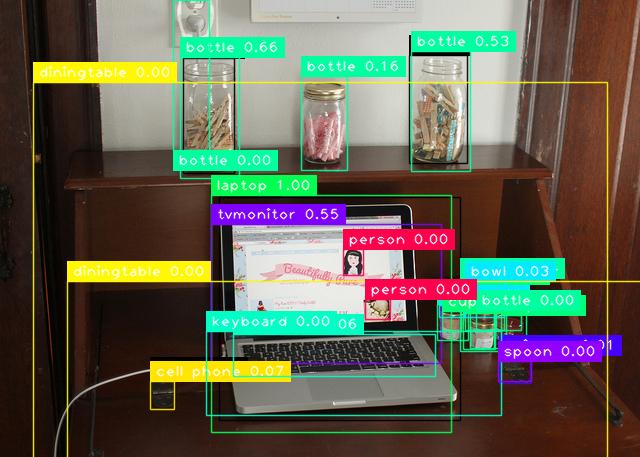 bottle 0.66
bottle 0.53
bottle 0.16
diningtable 0.00
bottle 0.00
laptop 1.00
tvmonitor 0.55
person 0.00
diningtable 0.00
bowl 0.03
Beautifully
person 0.00
cup
bottle 0.00
keyboard 0.00
06
01
spoon 0.00
cell phone 0.07